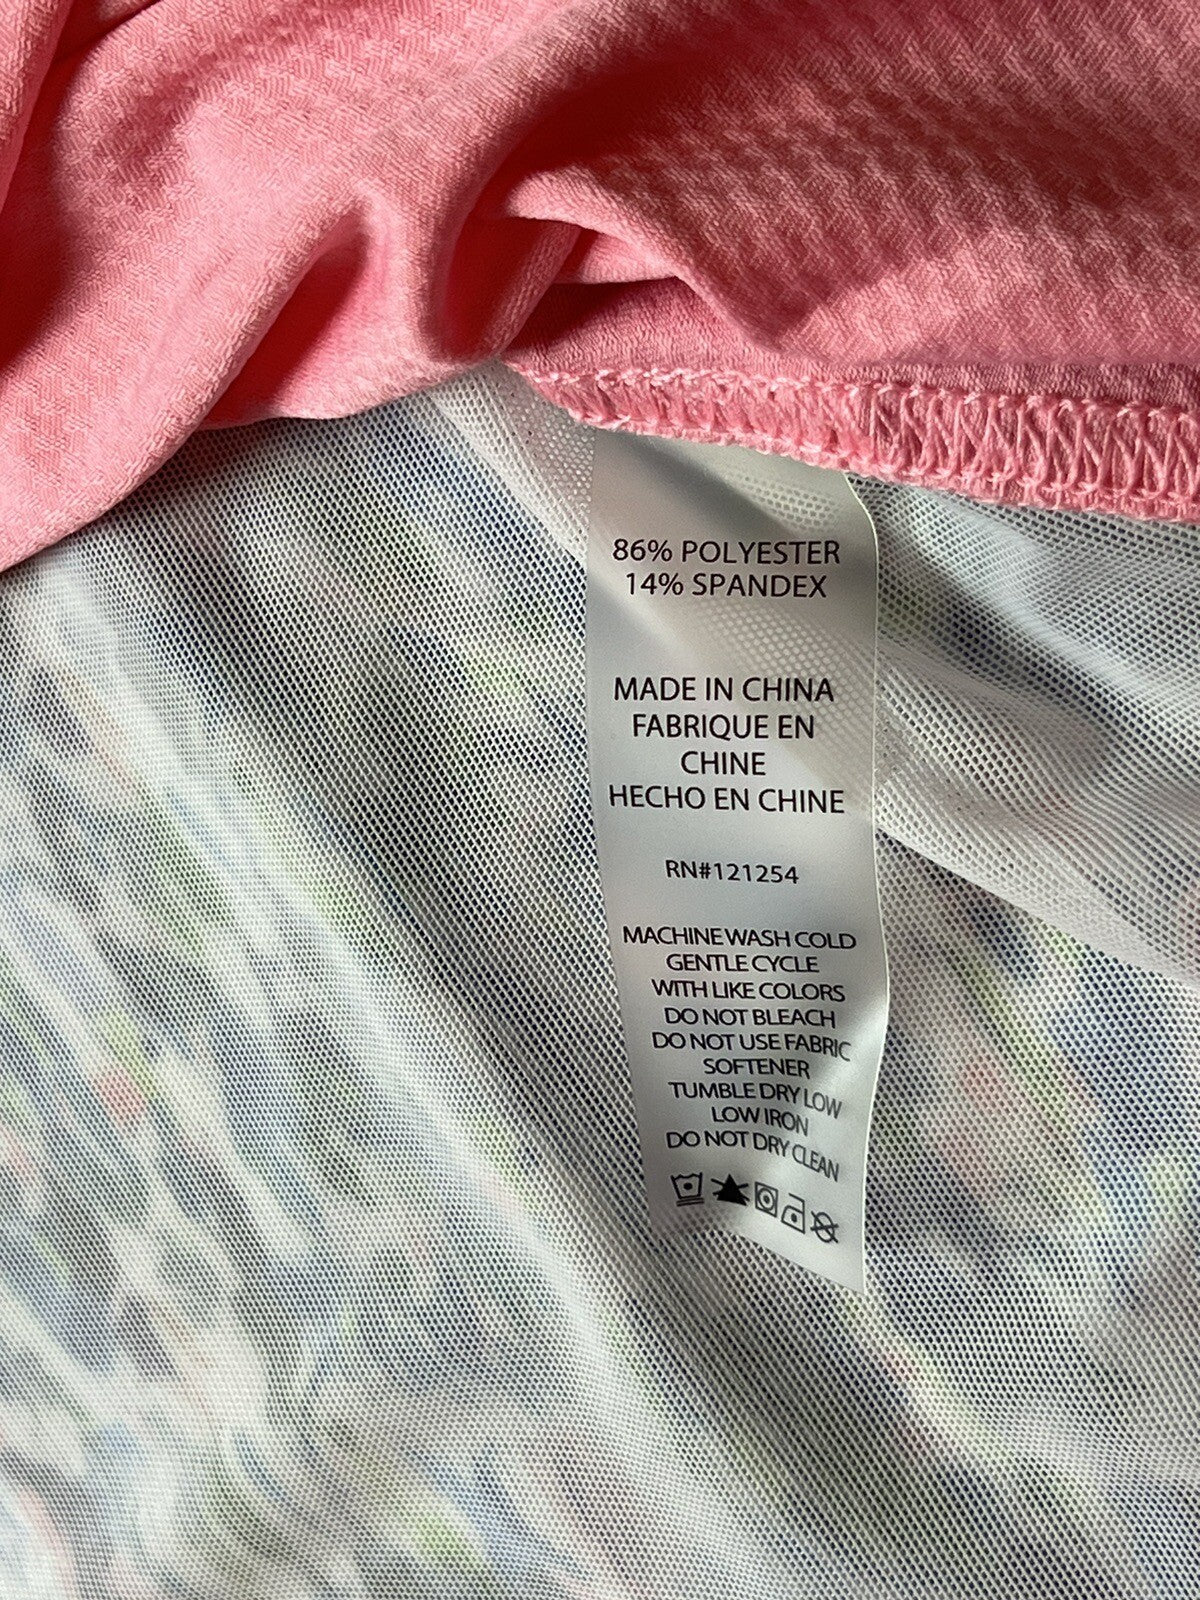 86% POLYESTER
14% SPANDEX
MADE IN CHINA
FABRIQUE EN
CHINE
HECHO EN CHINE
RN#121254
MACHINE WASH COLD
GENTLE CYCLE
WITH LIKE COLORS
DO NOT BLEACH
DO NOT USE FABRIC
SOFTENER
TUMBLE DRY LOW
LOW IRON
DO NOT DRY CLEAN